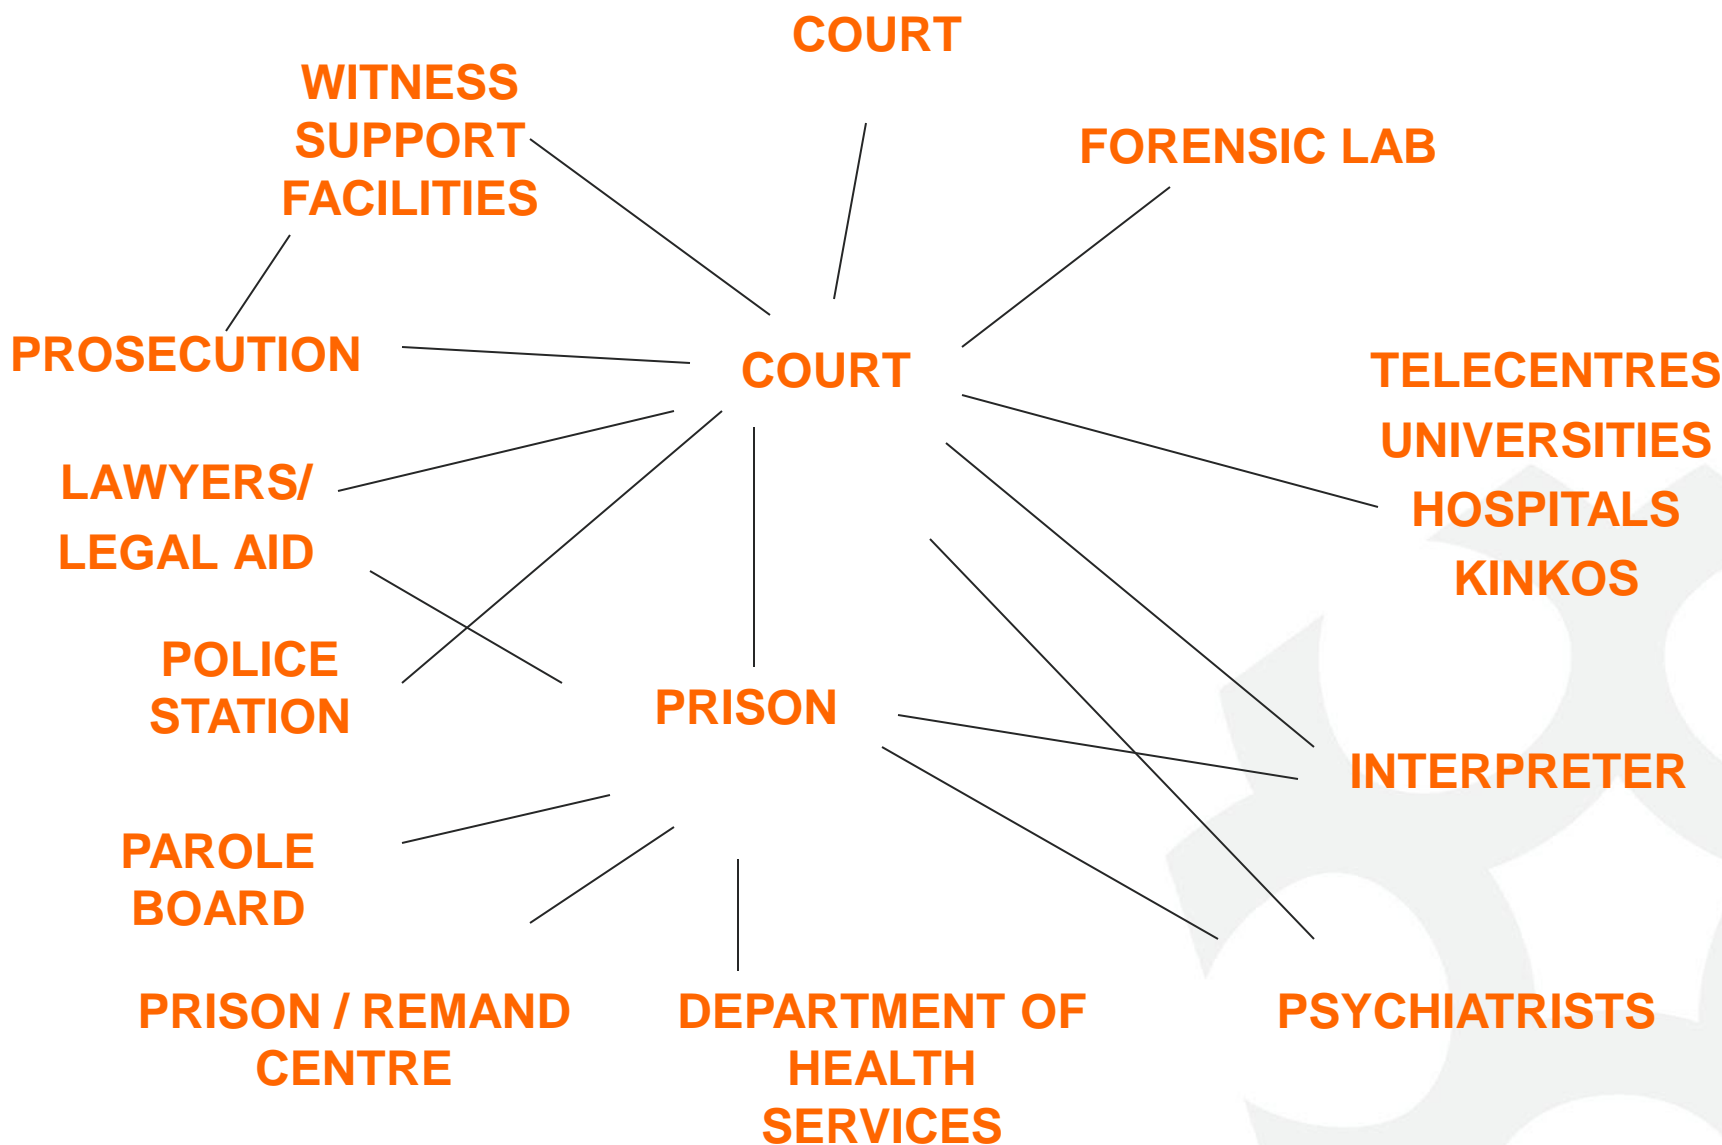 COURT
WITNESS
SUPPORT
FACILITIES
FORENSIC LAB
PROSECUTION
COURT
TELECENTRES
UNIVERSITIES
HOSPITALS
KINKOS
LAWYERS/
LEGAL AID
POLICE
STATION
PRISON
INTERPRETER
PAROLE
BOARD
PRISON / REMAND
CENTRE
DEPARTMENT OF
HEALTH
SERVICES
PSYCHIATRISTS